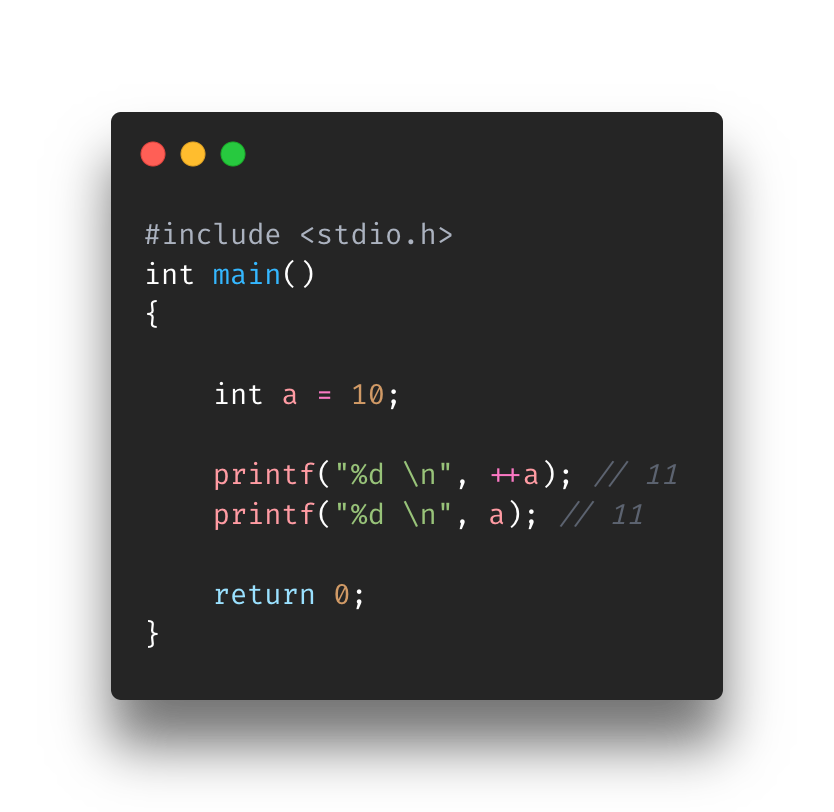 #include <stdio.h>
int main()
{
int a = 10;
printf("%d \n", ++a); // 11
printf("%d \n", a); // 11
return 0;
}